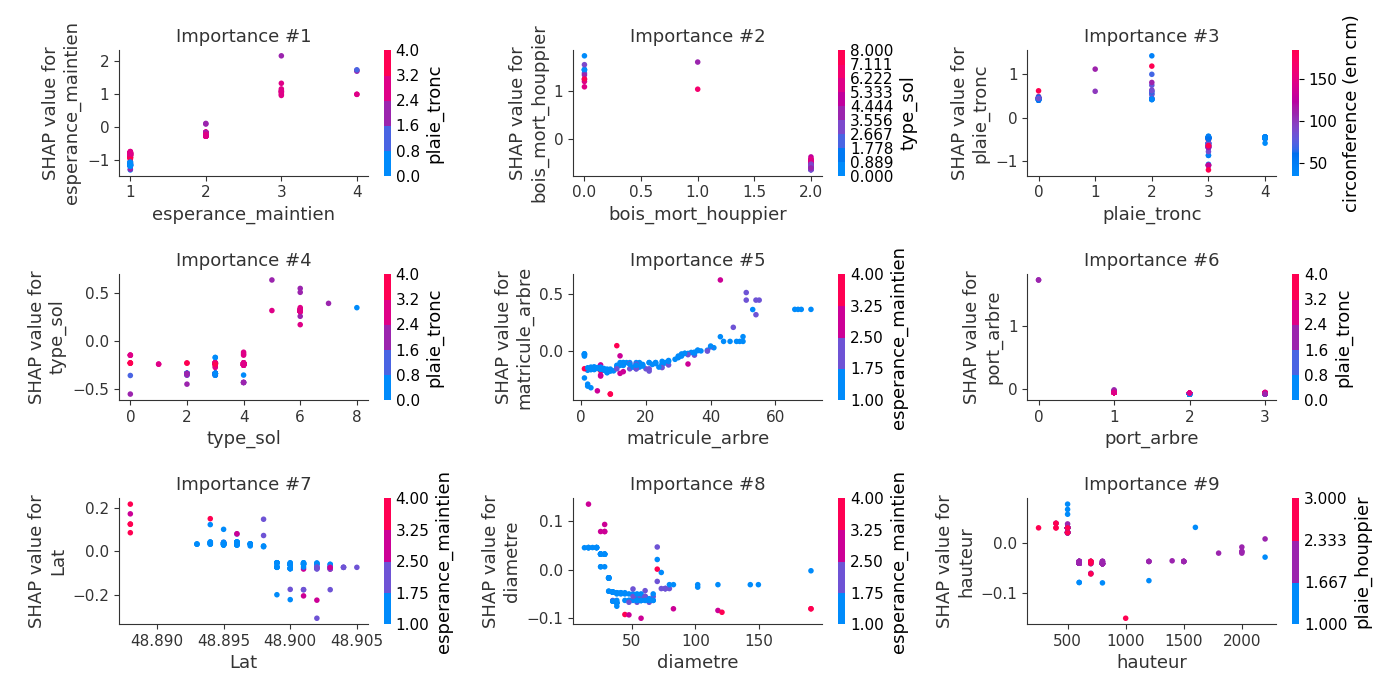 Importance #1
SHAP value for
esperance_maintien
2
1
0
−1
1
2
3
4
esperance_maintien
4.0
3.2
2.4
1.6
0.8
0.0
plaie_tronc
Importance #2
SHAP value for
bois_mort_houppier
1
0
0.0
0.5
1.0
1.5
2.0
bois_mort_houppier
8.000
7.111
6.222
5.333
4.444
3.556
2.667
1.778
0.889
0.000
type_sol
Importance #3
SHAP value for
plaie_tronc
1
0
−1
0
1
2
3
4
plaie_tronc
150
100
50
circonference (en cm)
Importance #4
SHAP value for
type_sol
0.5
0.0
−0.5
0
2
4
6
8
type_sol
4.0
3.2
2.4
1.6
0.8
0.0
plaie_tronc
Importance #5
SHAP value for
matricule_arbre
0.5
0.0
0
20
40
60
matricule_arbre
4.00
3.25
2.50
1.75
1.00
esperance_maintien
Importance #6
SHAP value for
port_arbre
1
0
0
1
2
3
port_arbre
4.0
3.2
2.4
1.6
0.8
0.0
plaie_tronc
Importance #7
SHAP value for
Lat
0.2
0.0
−0.2
48.890
48.895
48.900
48.905
Lat
4.00
3.25
2.50
1.75
1.00
esperance_maintien
Importance #8
SHAP value for
diametre
0.1
0.0
−0.1
50
100
150
diametre
4.00
3.25
2.50
1.75
1.00
esperance_maintien
Importance #9
SHAP value for
hauteur
0.0
−0.1
500
1000
1500
2000
hauteur
3.000
2.333
1.667
1.000
plaie_houppier